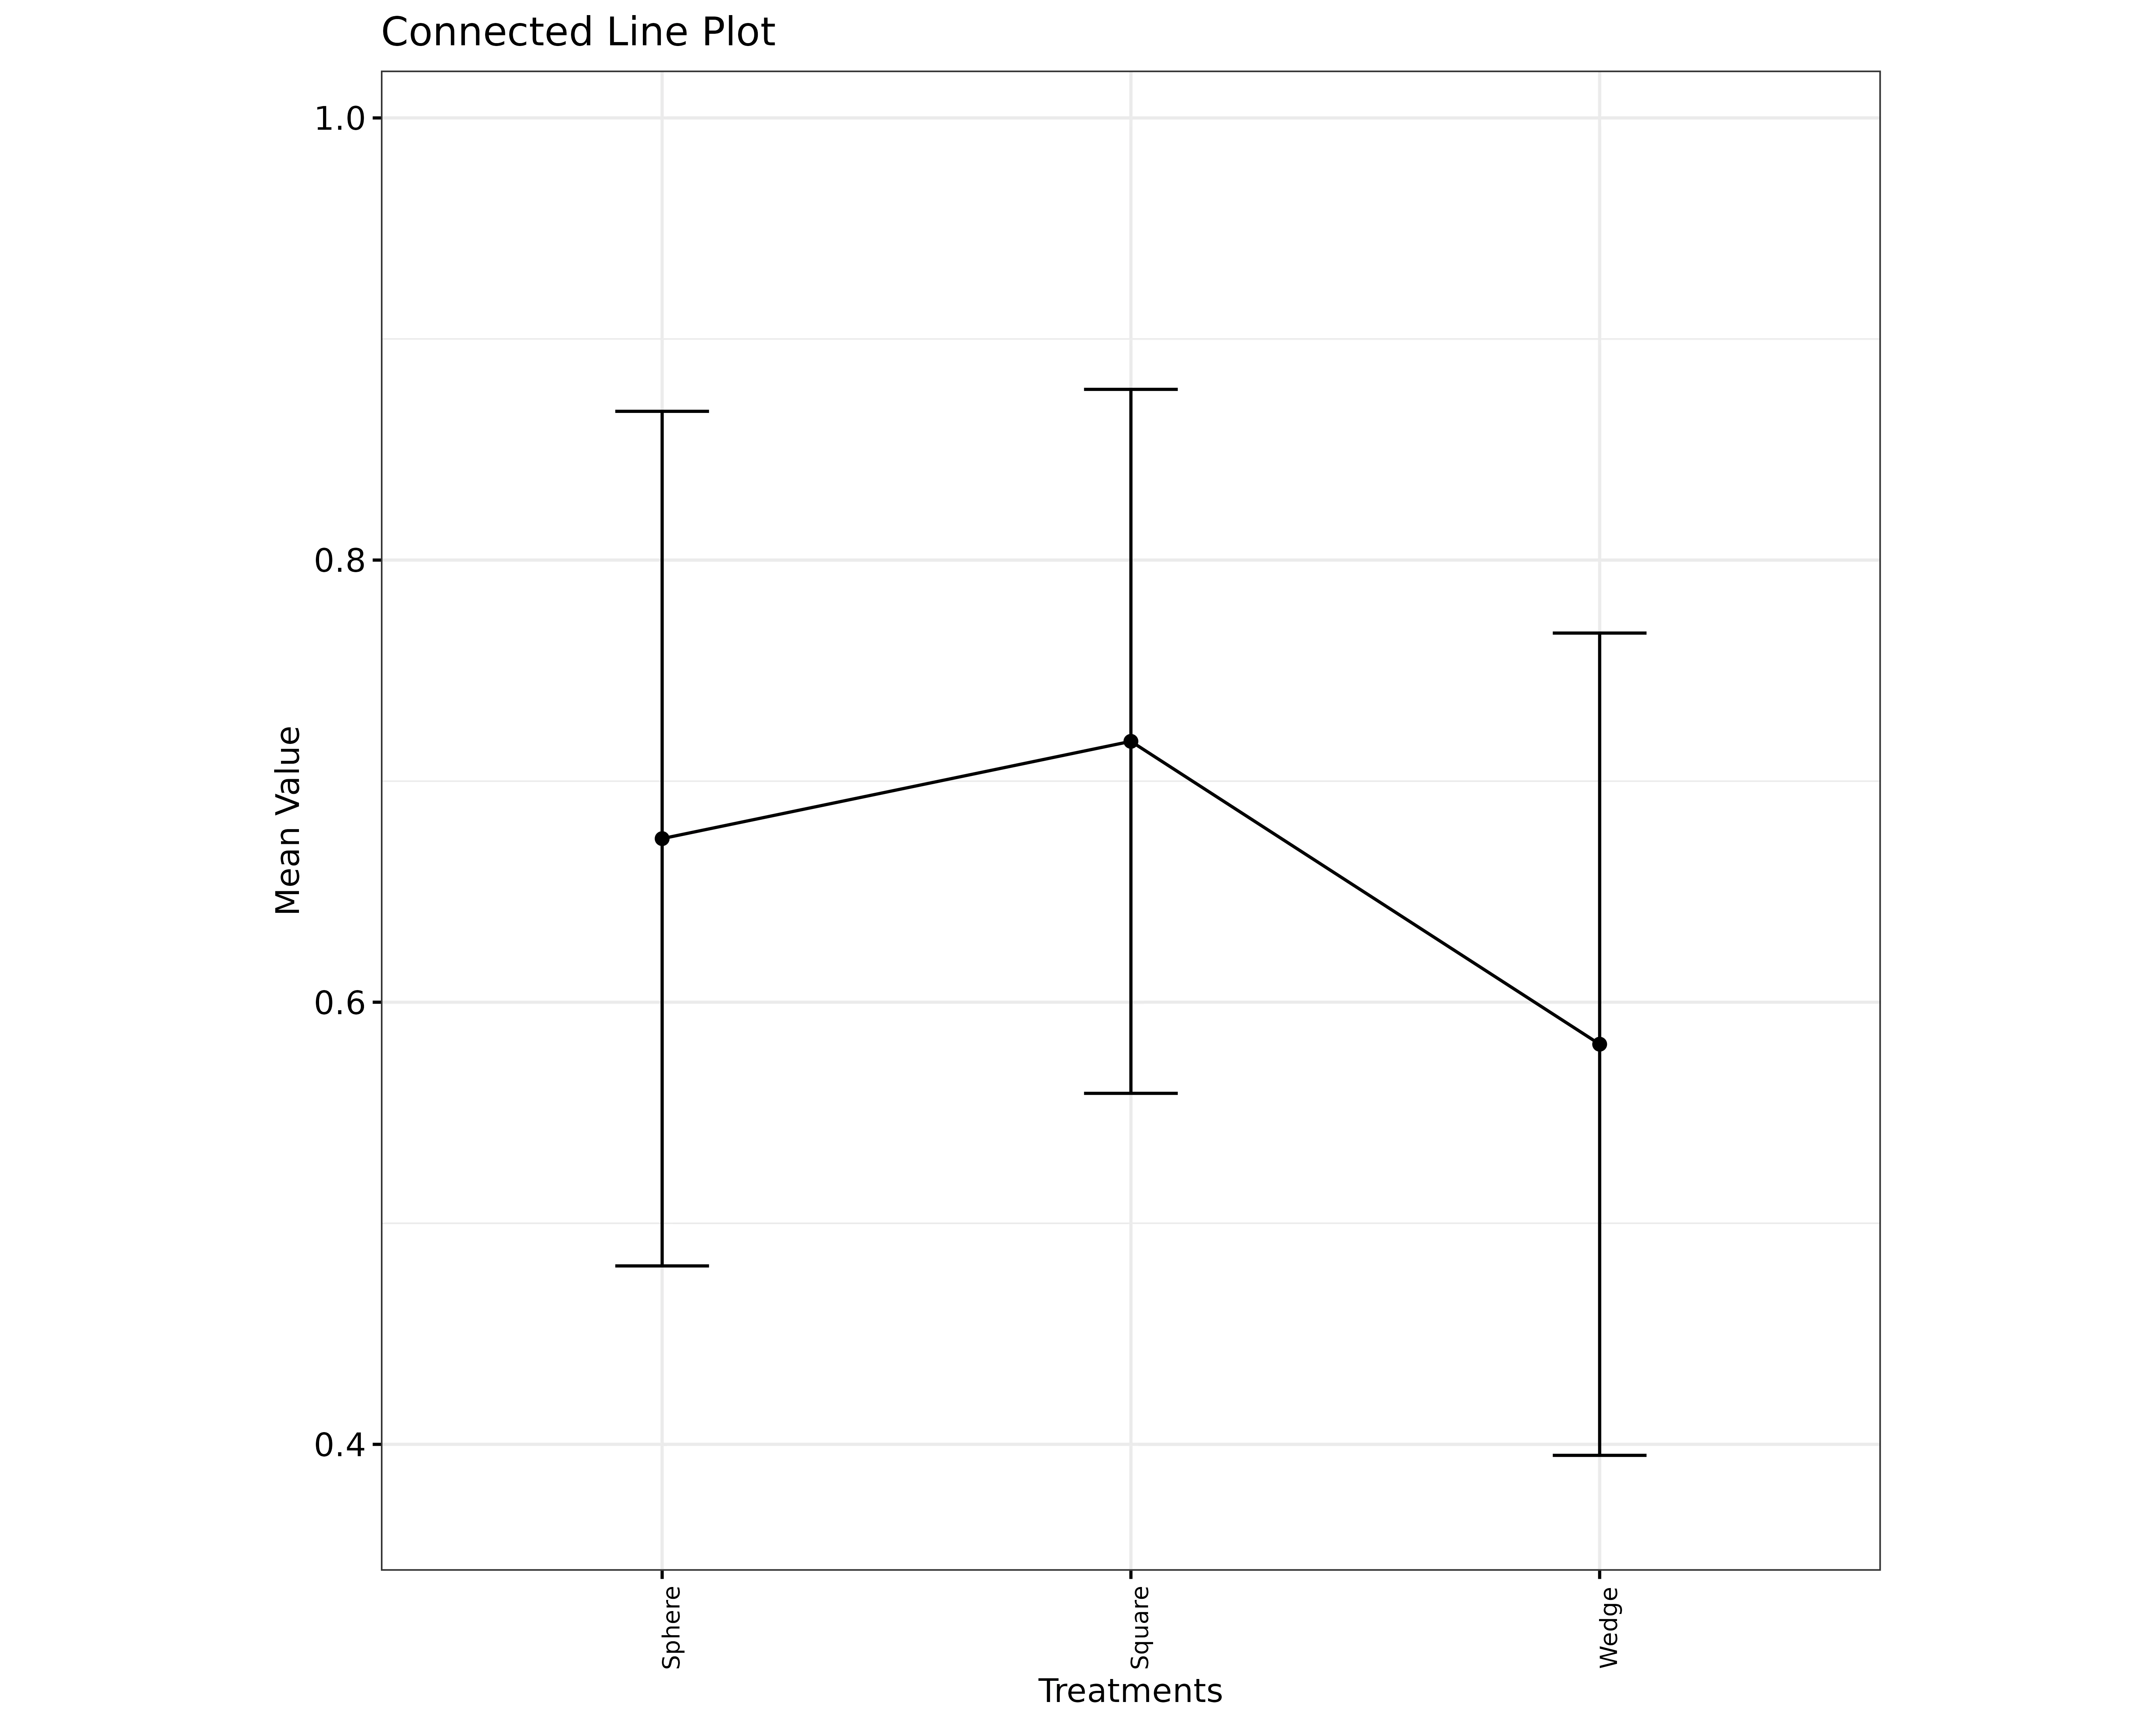 Connected Line Plot
1.0
0.8
0.6
0.4
Mean Value
Sphere
Square
Wedge
Treatments